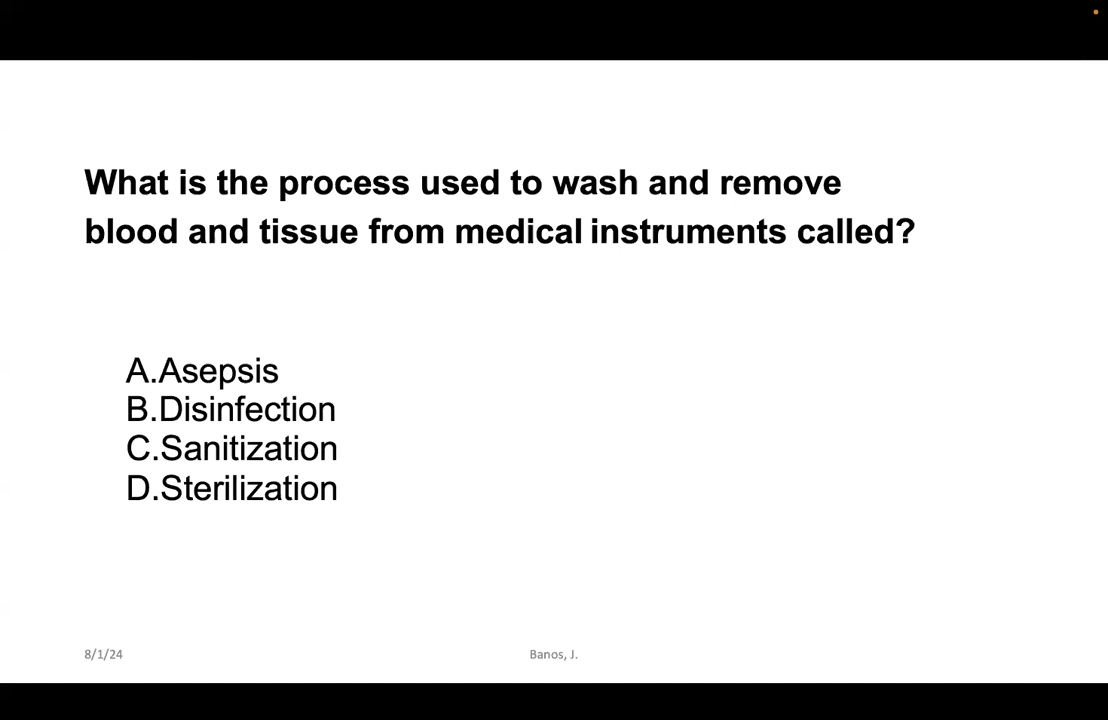 What is the process used to wash and remove
blood and tissue from medical instruments called?
A.Asepsis
B.Disinfection
C.Sanitization
D.Sterilization
8/1/24
Banos, J.